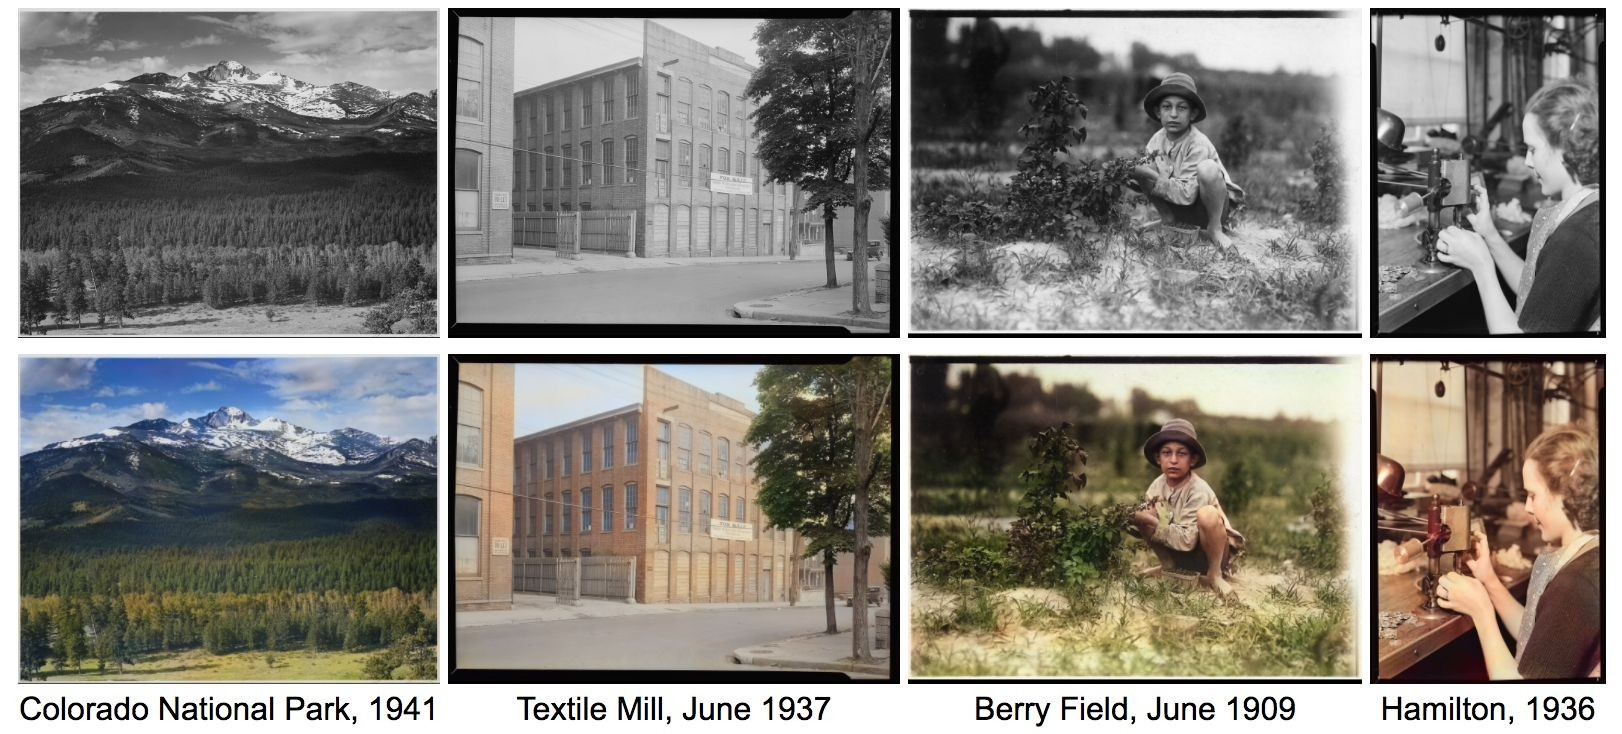 Colorado National Park, 1941
Textile Mill, June 1937
Berry Field, June 1909
Hamilton, 1936